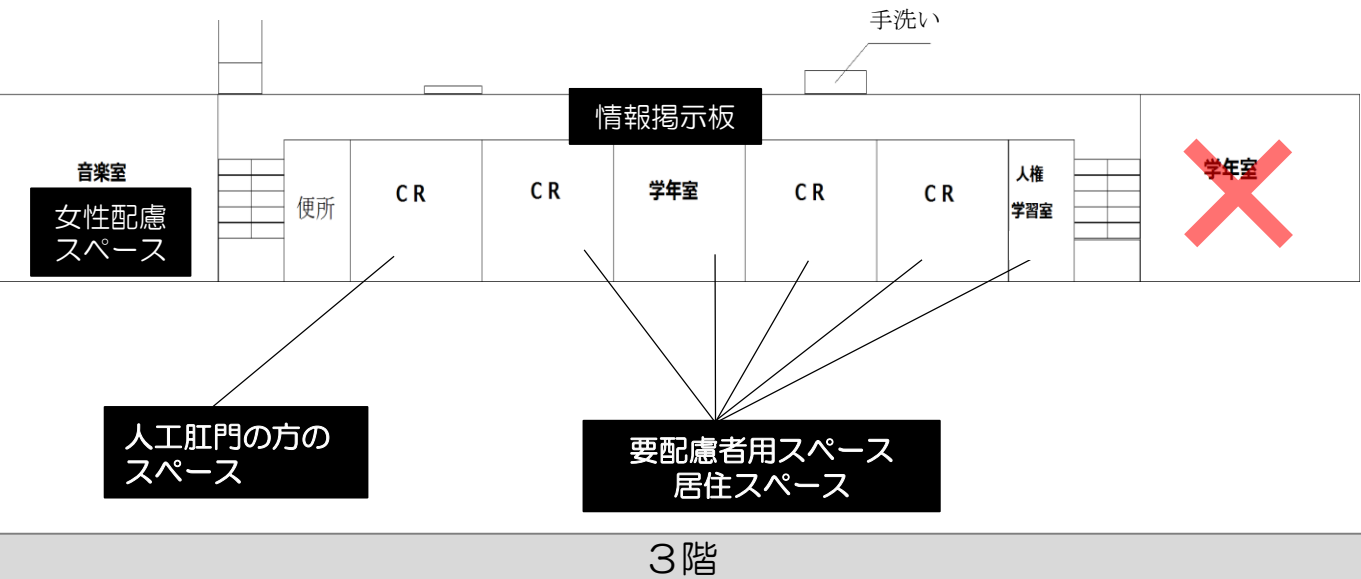 手洗い
情報掲示板
音楽室
女性配慮
スペース
便所
CR
CR
学年室
CR
CR
人権
学習室
学年室
人工肛門の方の
スペース
要配慮者用スペース
居住スペース
3階